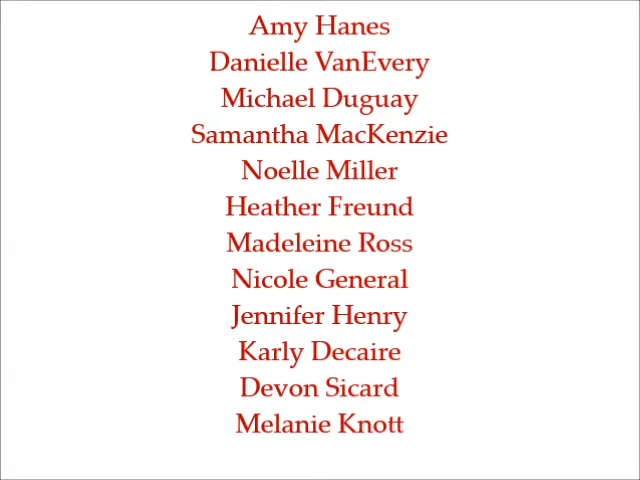 Amy Hanes
Danielle VanEvery
Michael Duguay
Samantha MacKenzie
Noelle Miller
Heather Freund
Madeleine Ross
Nicole General
Jennifer Henry
Karly Decaire
Devon Sicard
Melanie Knott